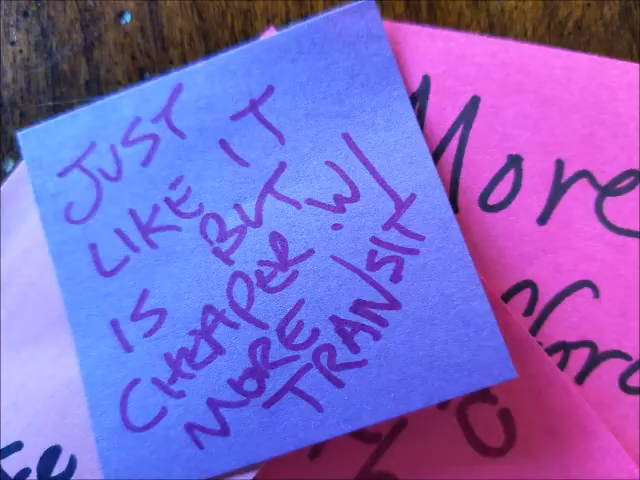 JUST
LIKE IT
IS BUT
CHEAPER W/
MORE
TRANSIT
More